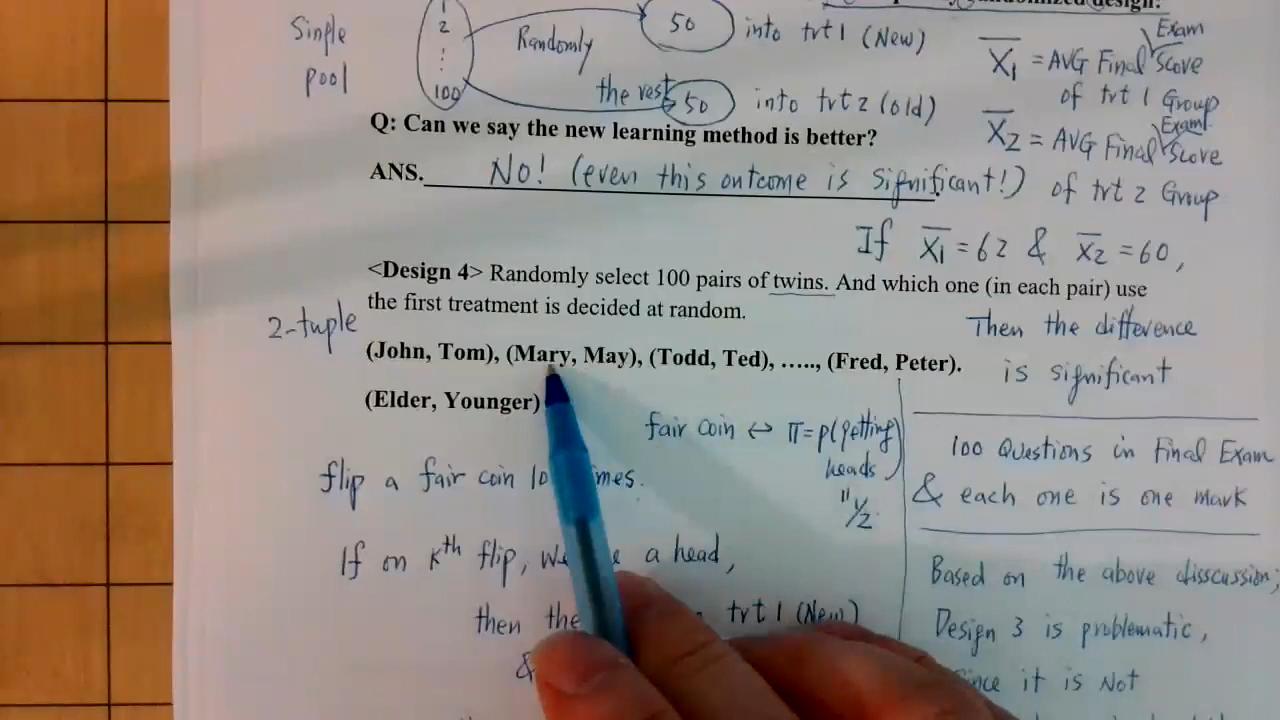 Single
pool
1
2
⋮
100
Randomly
50
into trt 1 (New)
the rest
50
into trt 2 (old)
X̄1 = AVG Final Exam Score
of trt 1 Group
X̄2 = AVG Final Exam Score
of trt 2 Group
Q: Can we say the new learning method is better?
ANS. No! (even this outcome is significant!)
If X̄1 = 62 & X̄2 = 60,
Then the difference
is significant
<Design 4> Randomly select 100 pairs of twins. And which one (in each pair) use
the first treatment is decided at random.
2-tuple
(John, Tom), (Mary, May), (Todd, Ted), ….., (Fred, Peter).
(Elder, Younger)
fair coin ↔ π = p(getting
heads)
"
1/2
flip a fair coin
If on Kth flip, a head,
then the trt 1 (New)
&
100 Questions in Final Exam
& each one is one mark
Based on the above disscussion,
Design 3 is problematic,
it is Not